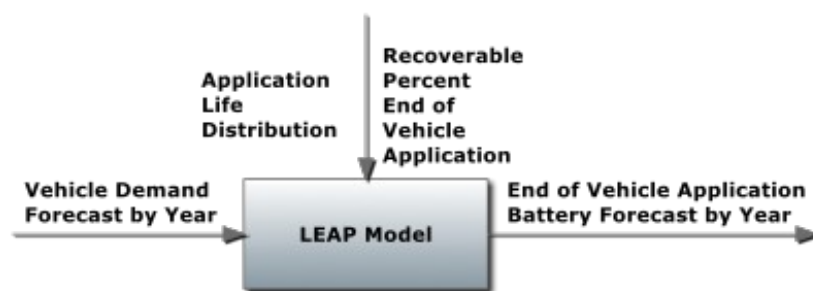 Application
Life
Distribution
Recoverable
Percent
End of
Vehicle
Application
Vehicle Demand
Forecast by Year
LEAP Model
End of Vehicle Application
Battery Forecast by Year